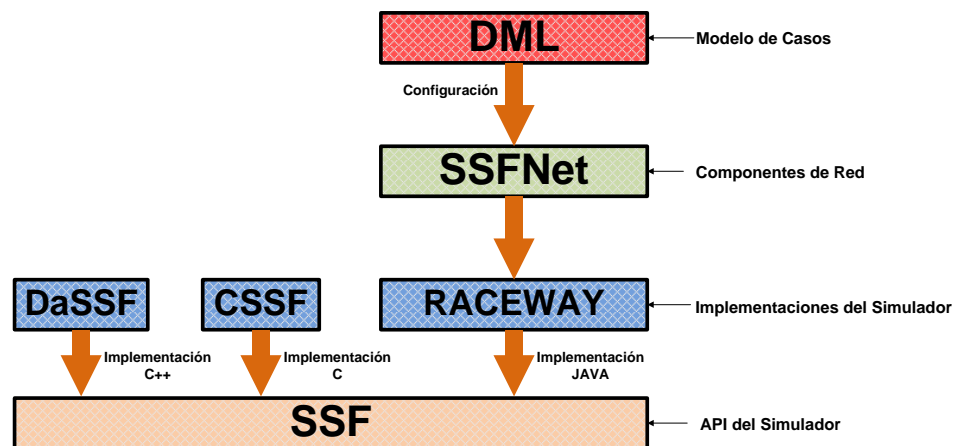 DML
Modelo de Casos
Configuración
SSFNet
Componentes de Red
DaSSF
CSSF
RACEWAY
Implementaciones del Simulador
Implementación
C++
Implementación
C
Implementación
JAVA
SSF
API del Simulador